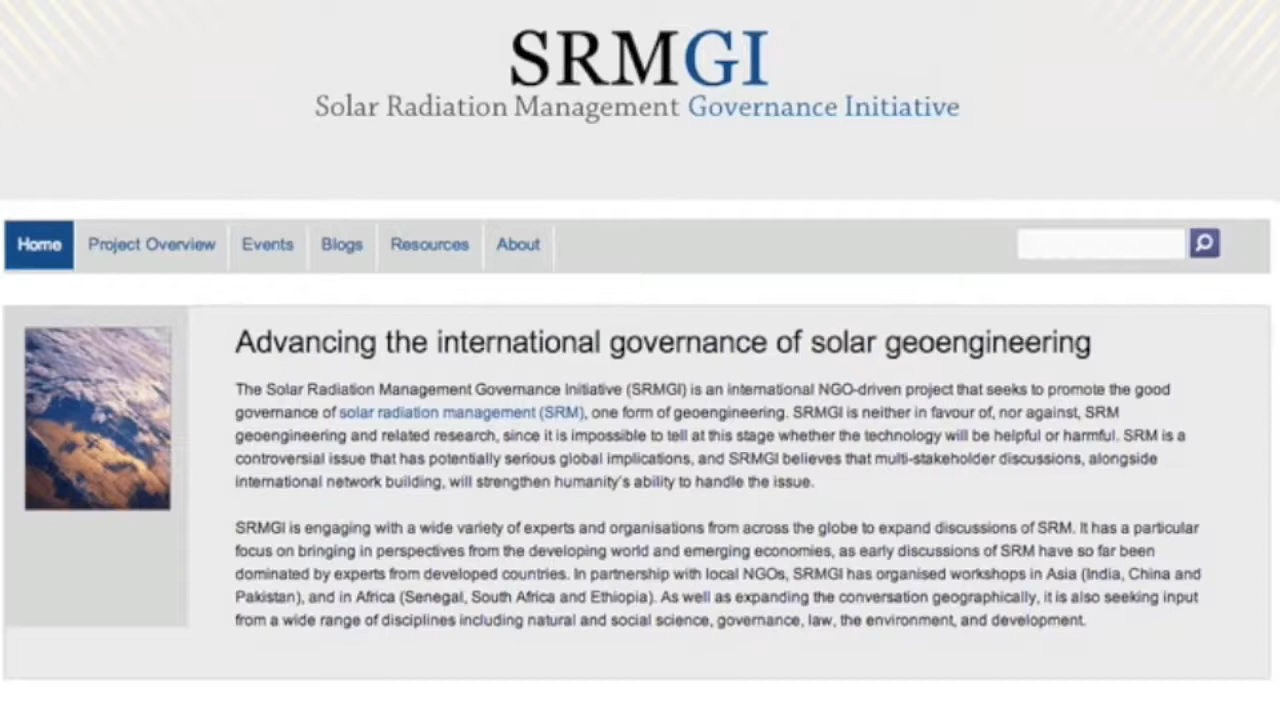 SRMGI
Solar Radiation Management Governance Initiative
Home Project Overview Events Blogs Resources About
Advancing the international governance of solar geoengineering
The Solar Radiation Management Governance Initiative (SRMGI) is an international NGO-driven project that seeks to promote the good
governance of solar radiation management (SRM), one form of geoengineering. SRMGI is neither in favour of, nor against, SRM
geoengineering and related research, since it is impossible to tell at this stage whether the technology will be helpful or harmful. SRM is a
controversial issue that has potentially serious global implications, and SRMGI believes that multi-stakeholder discussions, alongside
international network building, will strengthen humanity's ability to handle the issue.
SRMGI is engaging with a wide variety of experts and organisations from across the globe to expand discussions of SRM. It has a particular
focus on bringing in perspectives from the developing world and emerging economies, as early discussions of SRM have so far been
dominated by experts from developed countries. In partnership with local NGOs, SRMGI has organised workshops in Asia (India, China and
Pakistan), and in Africa (Senegal, South Africa and Ethiopia). As well as expanding the conversation geographically, it is also seeking input
from a wide range of disciplines including natural and social science, governance, law, the environment, and development.